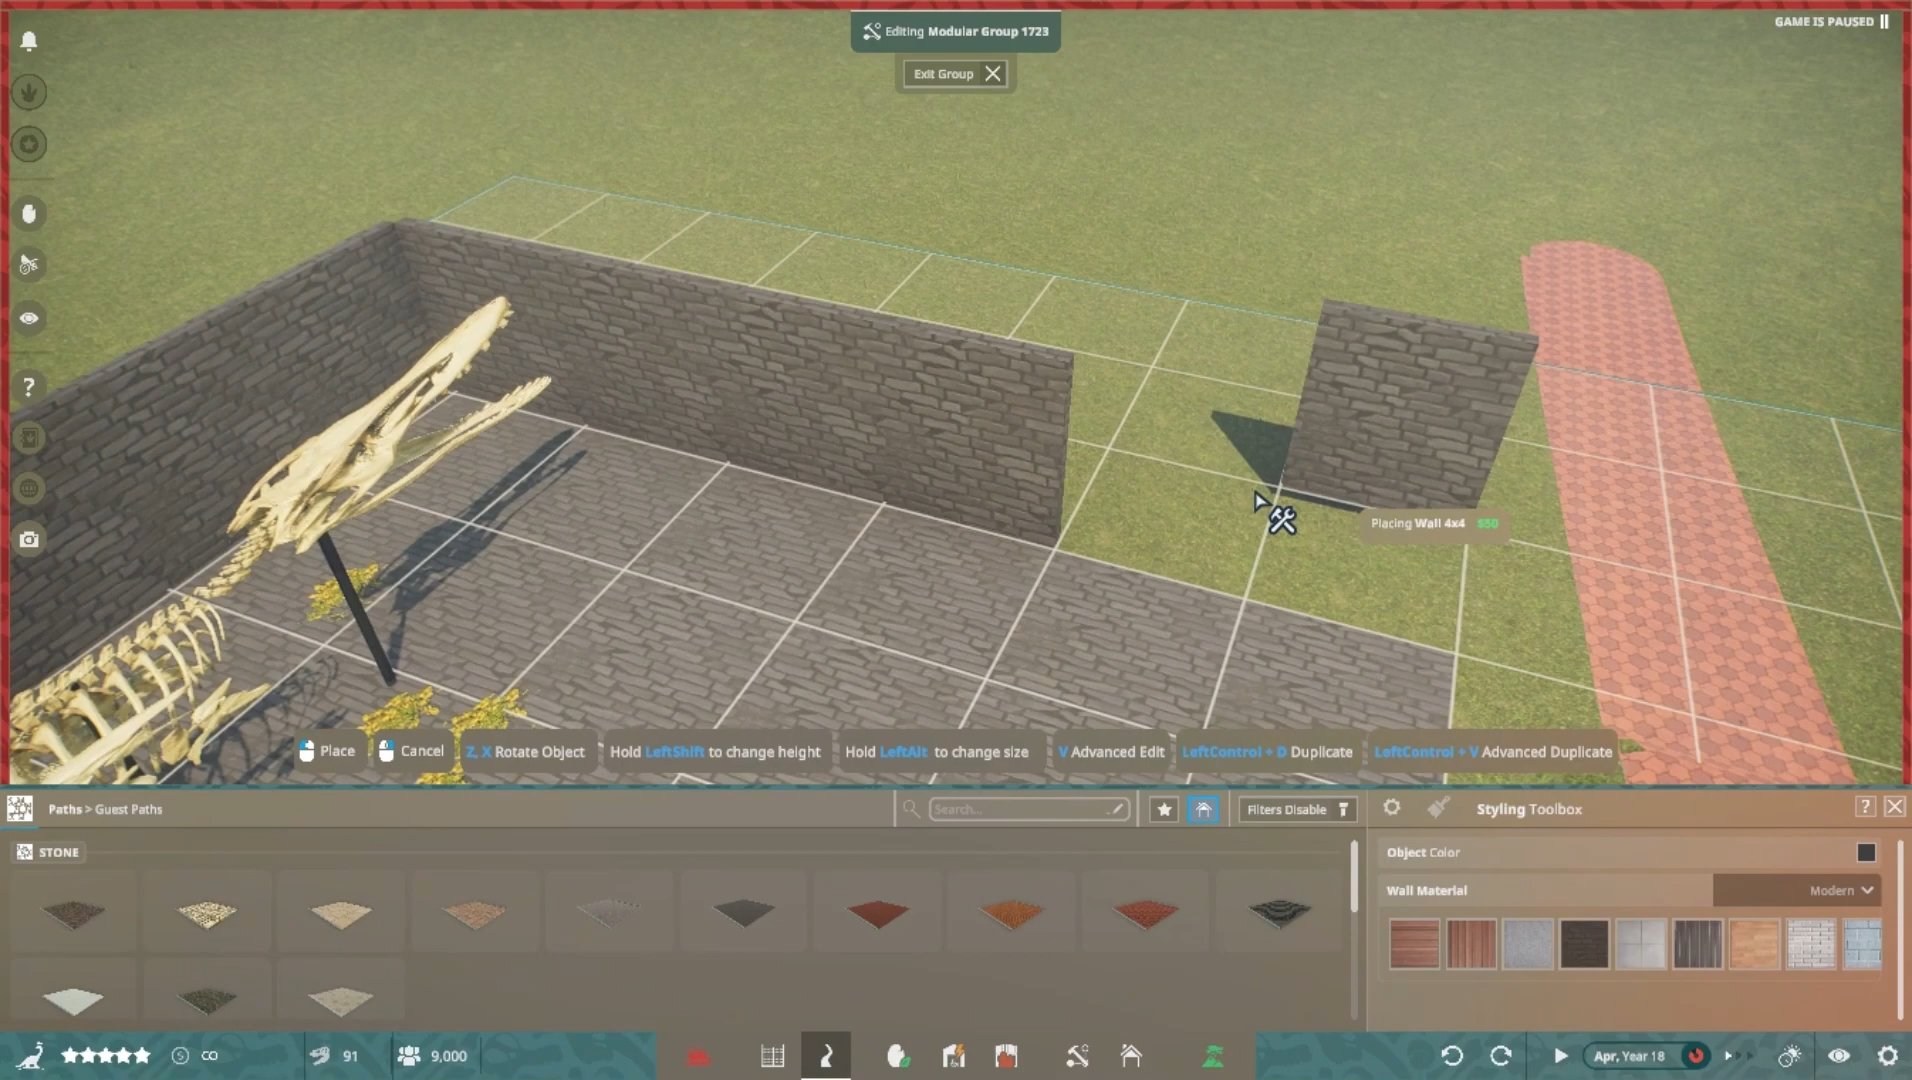 Editing Modular Group 1723
GAME IS PAUSED
Exit Group
Placing Wall 4x4 $50
Place
Cancel
Z, X Rotate Object
Hold LeftShift to change height
Hold LeftAlt to change size
V Advanced Edit
LeftControl + D Duplicate
LeftControl + V Advanced Duplicate
Paths > Guest Paths
Search...
Filters Disable
Styling Toolbox
?
STONE
Object Color
Wall Material
Modern
91
9,000
Apr, Year 18